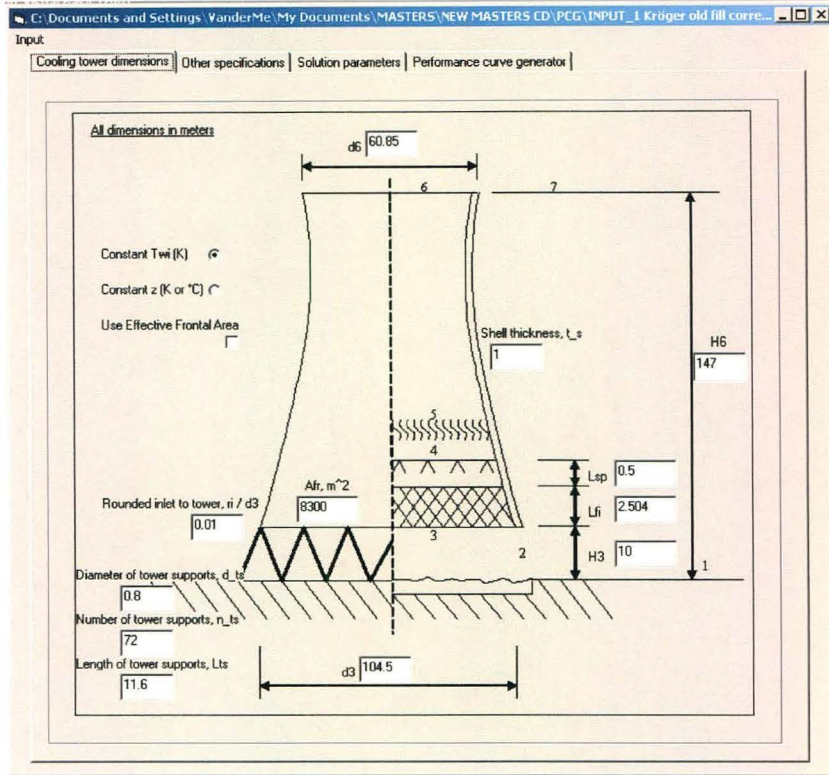 C:\Documents and Settings\VanderMe\My Documents\MASTERS\NEW MASTERS CD\PCG\INPUT_1 Kröger old fill corre...
Input
Cooling tower dimensions Other specifications Solution parameters Performance curve generator
All dimensions in meters
d6 60.85
6 7
Constant Twi (K)
Constant z (K or °C)
Use Effective Frontal Area
Shell thickness, t_s
1
H6
147
5
4
Lsp 0.5
Afr, m^2
8300
Rounded inlet to tower, ri / d3
0.01
Lfi 2.504
3
2
H3 10
1
Diameter of tower supports, d_ts
0.8
Number of tower supports, n_ts
72
Length of tower supports, Lts
11.6
d3 104.5